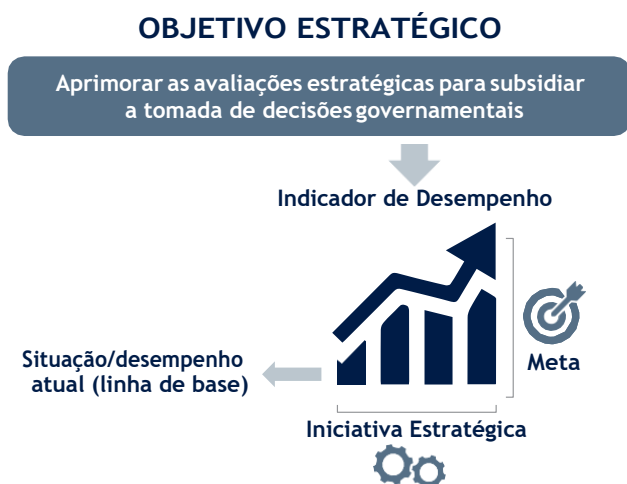 OBJETIVO ESTRATÉGICO
Aprimorar as avaliações estratégicas para subsidiar
a tomada de decisões governamentais
Indicador de Desempenho
Meta
Situação/desempenho
atual (linha de base)
Iniciativa Estratégica